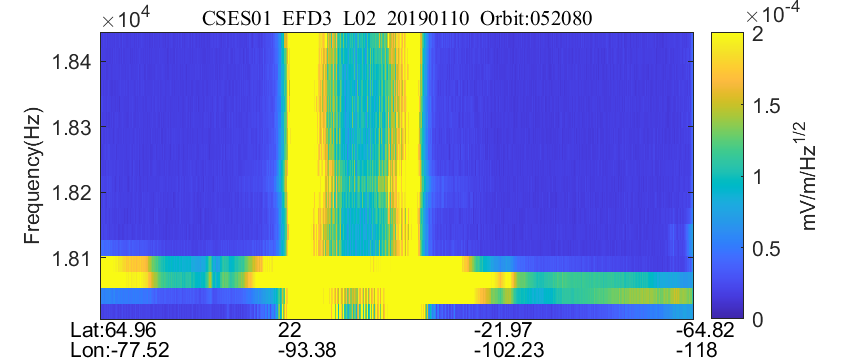 ×10⁴ CSES01 EFD3 L02 20190110 Orbit:052080 ×10⁻⁴
1.84
1.83
1.82
1.81
Frequency(Hz)
2
1.5
1
0.5
0
mV/m/Hz^1/2
Lat:64.96 22 -21.97 -64.82
Lon:-77.52 -93.38 -102.23 -118